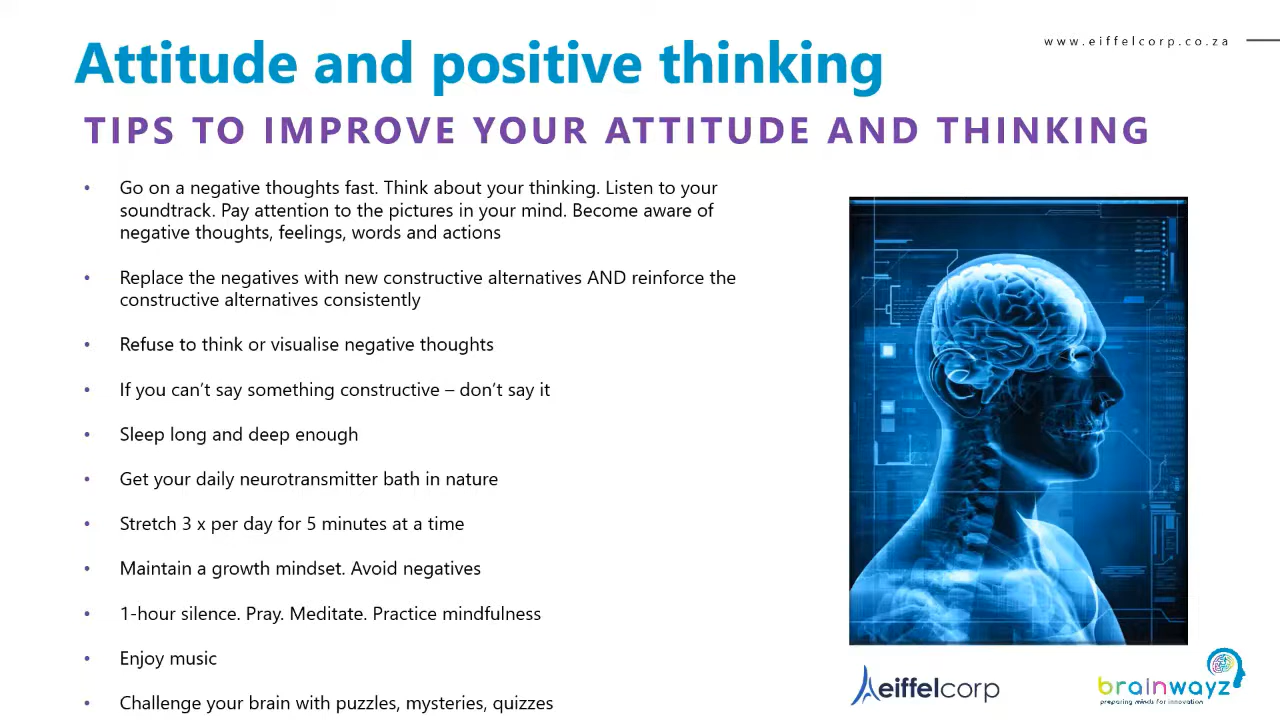 www.eiffelcorp.co.za
Attitude and positive thinking
TIPS TO IMPROVE YOUR ATTITUDE AND THINKING
• Go on a negative thoughts fast. Think about your thinking. Listen to your
soundtrack. Pay attention to the pictures in your mind. Become aware of
negative thoughts, feelings, words and actions
• Replace the negatives with new constructive alternatives AND reinforce the
constructive alternatives consistently
• Refuse to think or visualise negative thoughts
• If you can’t say something constructive – don’t say it
• Sleep long and deep enough
• Get your daily neurotransmitter bath in nature
• Stretch 3 x per day for 5 minutes at a time
• Maintain a growth mindset. Avoid negatives
• 1-hour silence. Pray. Meditate. Practice mindfulness
• Enjoy music
• Challenge your brain with puzzles, mysteries, quizzes
eiffelcorp
brainwayz
preparing minds for innovation